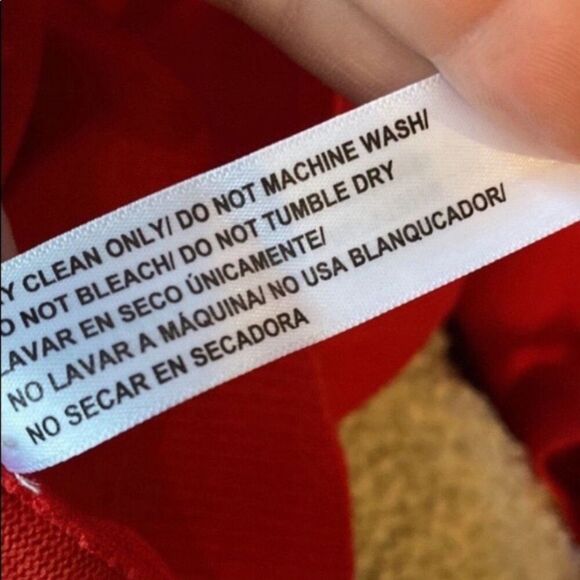 Y CLEAN ONLY/ DO NOT MACHINE WASH/
O NOT BLEACH/ DO NOT TUMBLE DRY
LAVAR EN SECO ÚNICAMENTE/
NO LAVAR A MÁQUINA/ NO USA BLANQUCADOR/
NO SECAR EN SECADORA